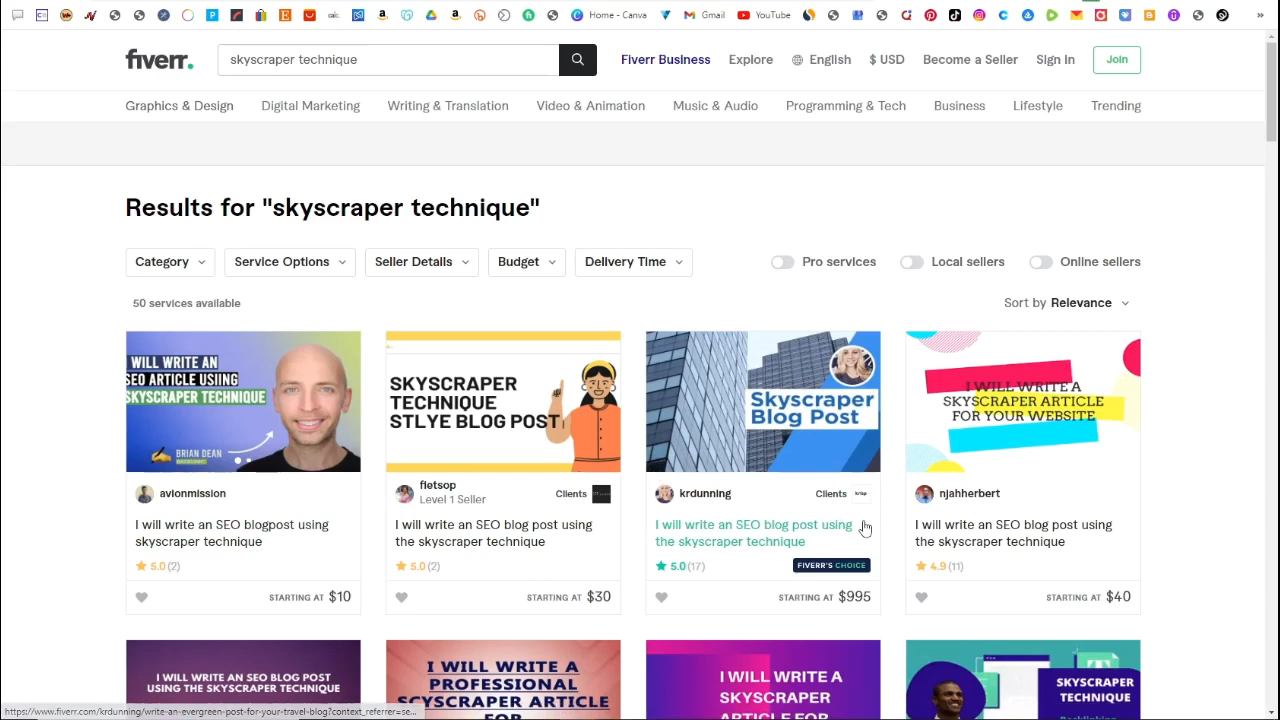 Home - Canva
Gmail
YouTube
»
fiverr.
skyscraper technique
Fiverr Business
Explore
English
$ USD
Become a Seller
Sign In
Join
Graphics & Design
Digital Marketing
Writing & Translation
Video & Animation
Music & Audio
Programming & Tech
Business
Lifestyle
Trending
Results for "skyscraper technique"
Category
Service Options
Seller Details
Budget
Delivery Time
Pro services
Local sellers
Online sellers
50 services available
Sort by Relevance
I WILL WRITE AN
SEO ARTICLE USIING
SKYSCRAPER TECHNIQUE
BRIAN DEAN
SKYSCRAPER
TECHNIQUE
STLYE BLOG POST
Skyscraper
Blog Post
I WILL WRITE A
SKYSCRAPER ARTICLE
FOR YOUR WEBSITE
avionmission
I will write an SEO blogpost using
skyscraper technique
5.0 (2)
STARTING AT $10
fietsop
Level 1 Seller
Clients
I will write an SEO blog post using
the skyscraper technique
5.0 (2)
STARTING AT $30
krdunning
Clients
I will write an SEO blog post using
the skyscraper technique
5.0 (17)
FIVERR'S CHOICE
STARTING AT $995
njahherbert
I will write an SEO blog post using
the skyscraper technique
4.9 (11)
STARTING AT $40
I WILL WRITE AN SEO BLOG POST
USING THE SKYSCRAPER TECHNIQUE
I WILL WRITE A
PROFESSIONAL
SKYSCRAPER ARTICLE
FOR
I WILL WRITE A
SKYSCRAPER
ARTICLE FOR
SKYSCRAPER
TECHNIQUE
https://www.fiverr.com/krdunning/write-an-evergreen-post-for-your-travel-blog?context_referrer=se...